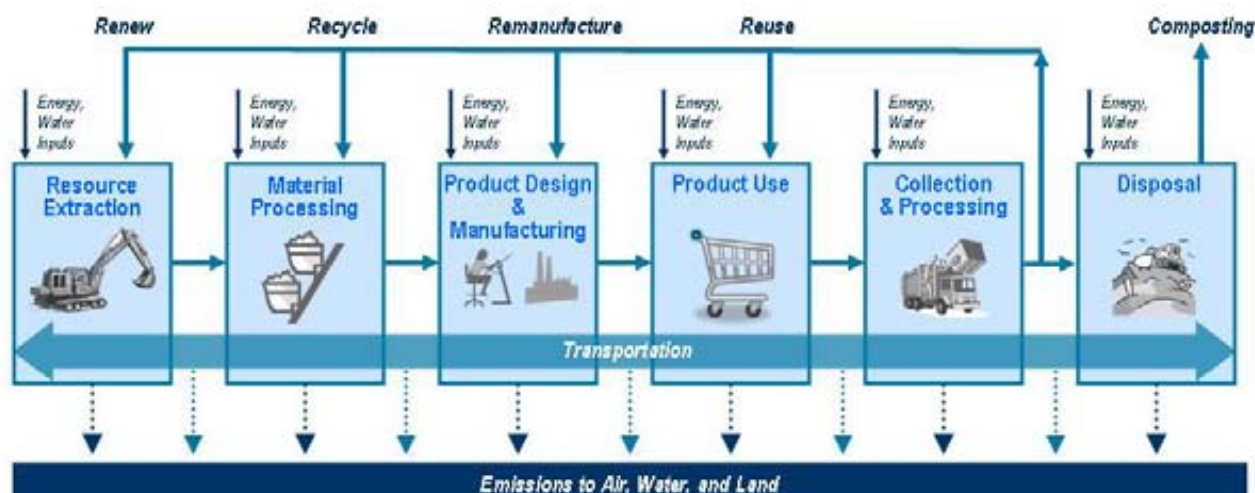 Renew
Recycle
Remanufacture
Reuse
Composting
Energy,
Water
Inputs
Energy,
Water
Inputs
Energy,
Water
Inputs
Energy,
Water
Inputs
Energy,
Water
Inputs
Energy,
Water
Inputs
Resource
Extraction
Material
Processing
Product Design
&
Manufacturing
Product Use
Collection
& Processing
Disposal
Transportation
Emissions to Air, Water, and Land